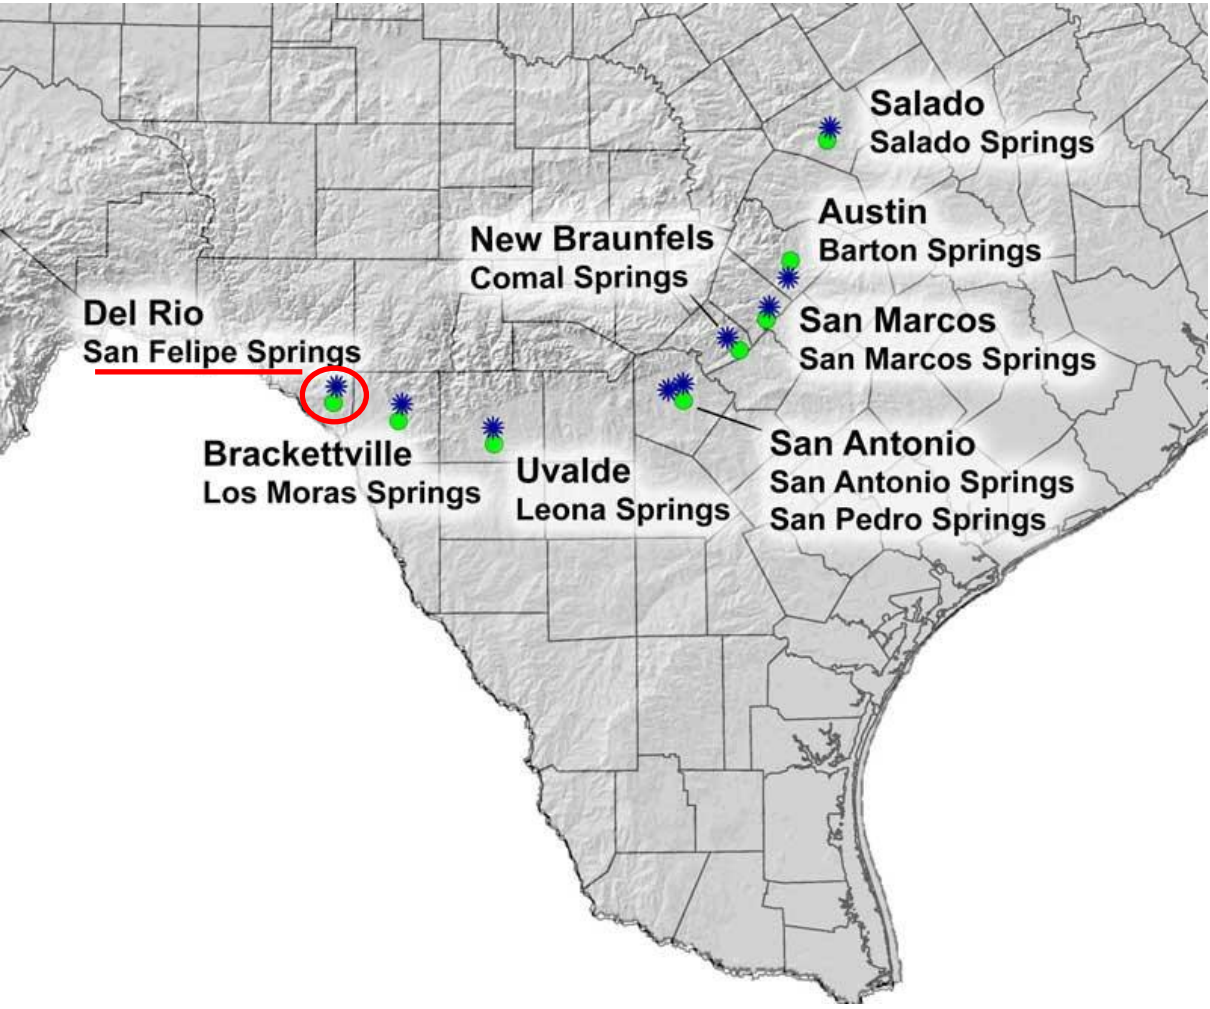 Salado
Salado Springs
Austin
Barton Springs
New Braunfels
Comal Springs
Del Rio
San Felipe Springs
San Marcos
San Marcos Springs
Brackettville
Los Moras Springs
Uvalde
Leona Springs
San Antonio
San Antonio Springs
San Pedro Springs